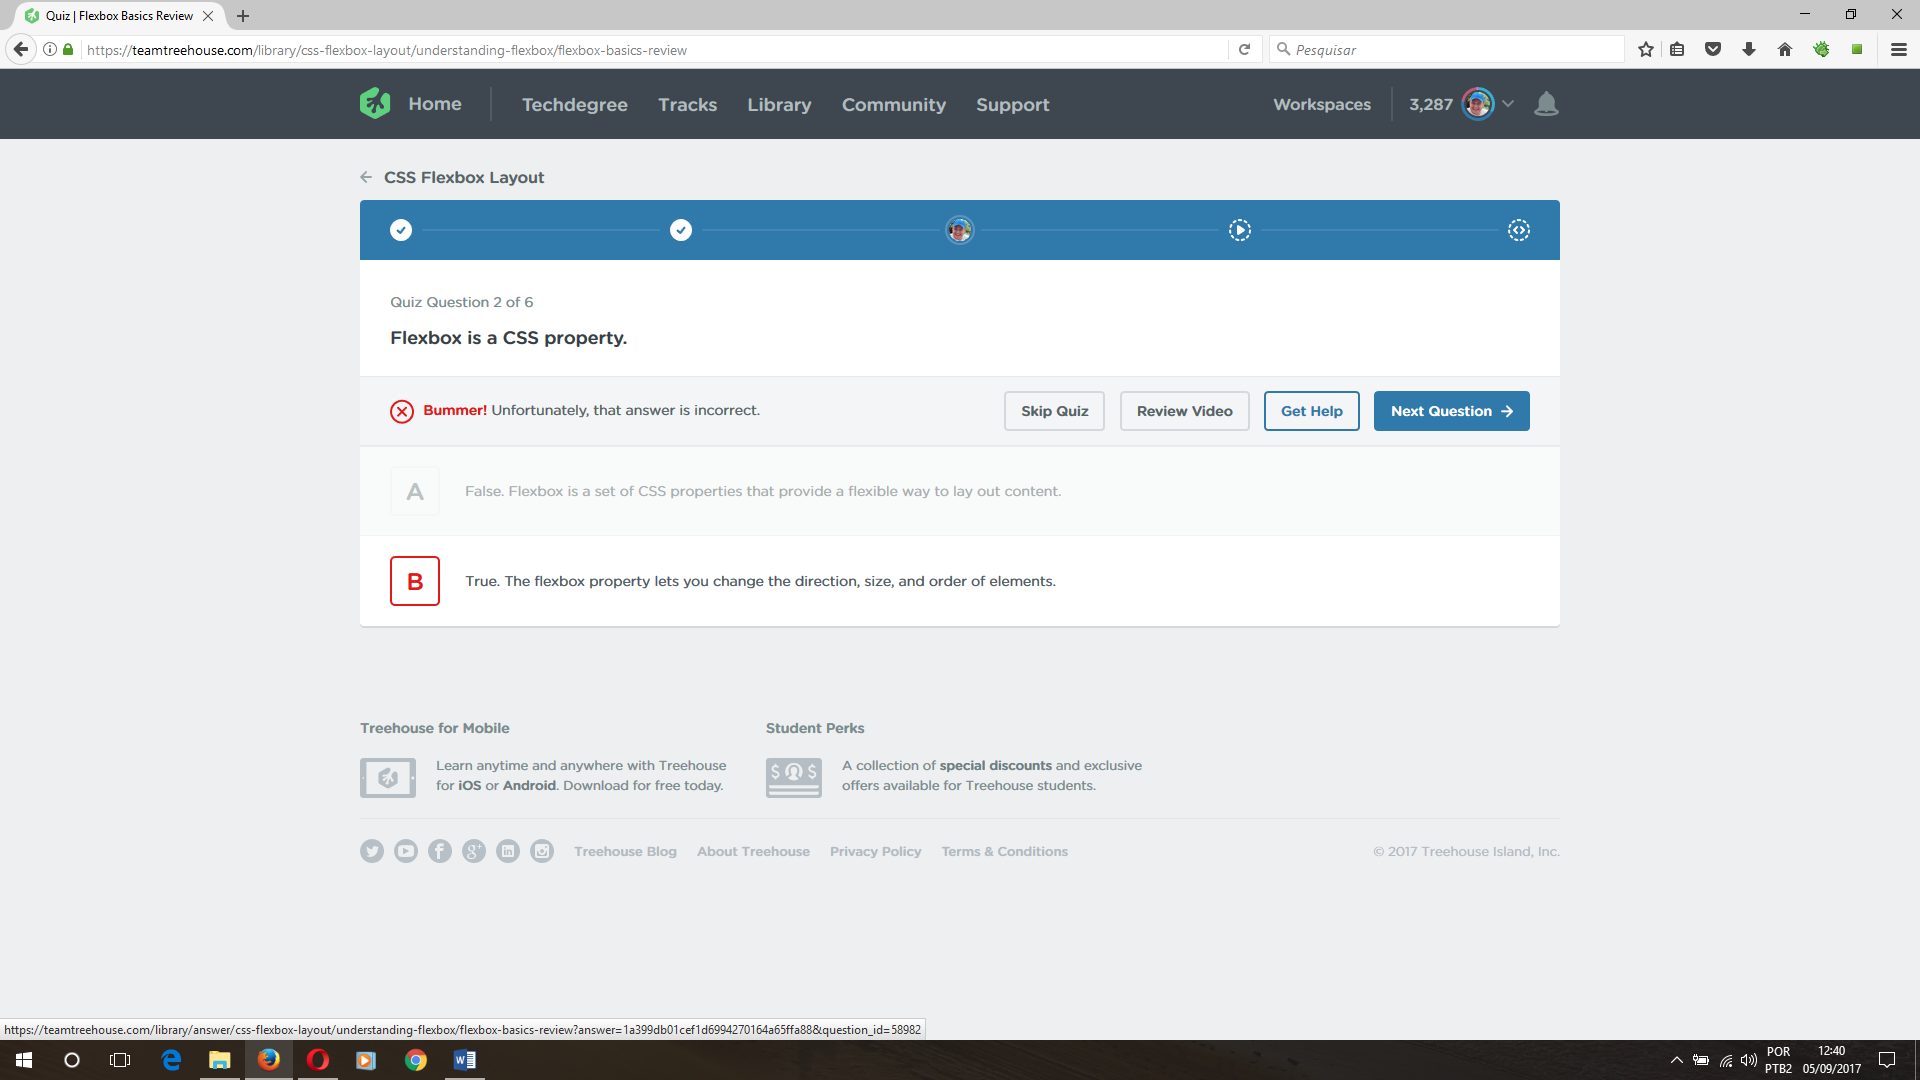 Quiz | Flexbox Basics Review
https://teamtreehouse.com/library/css-flexbox-layout/understanding-flexbox/flexbox-basics-review
Pesquisar
Home
Techdegree
Tracks
Library
Community
Support
Workspaces
3,287
CSS Flexbox Layout
Quiz Question 2 of 6
Flexbox is a CSS property.
Bummer! Unfortunately, that answer is incorrect.
Skip Quiz
Review Video
Get Help
Next Question
A
False. Flexbox is a set of CSS properties that provide a flexible way to lay out content.
B
True. The flexbox property lets you change the direction, size, and order of elements.
Treehouse for Mobile
Learn anytime and anywhere with Treehouse
for iOS or Android. Download for free today.
Student Perks
A collection of special discounts and exclusive
offers available for Treehouse students.
Treehouse Blog
About Treehouse
Privacy Policy
Terms & Conditions
© 2017 Treehouse Island, Inc.
https://teamtreehouse.com/library/answer/css-flexbox-layout/understanding-flexbox/flexbox-basics-review?answer=1a399db01cef1d6994270164a65ffa88&question_id=58982
POR
PTB2
12:40
05/09/2017